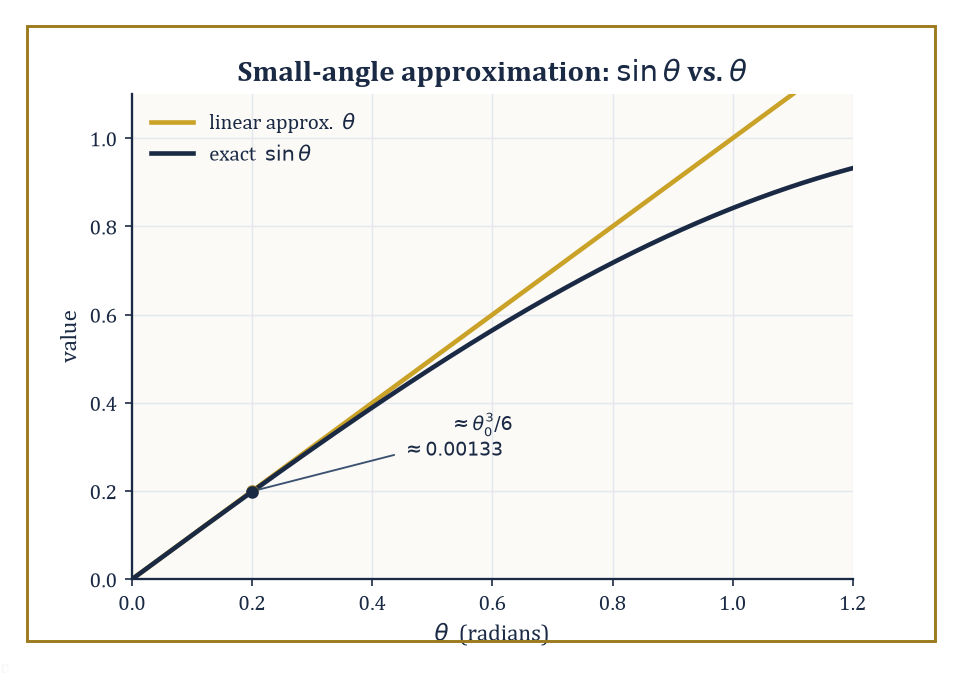 Small-angle approximation: sin θ vs. θ
linear approx. θ
exact sin θ
1.0
0.8
0.6
0.4
0.2
0.0
value
≈ θ₀³/6
≈ 0.00133
0.0 0.2 0.4 0.6 0.8 1.0 1.2
θ (radians)